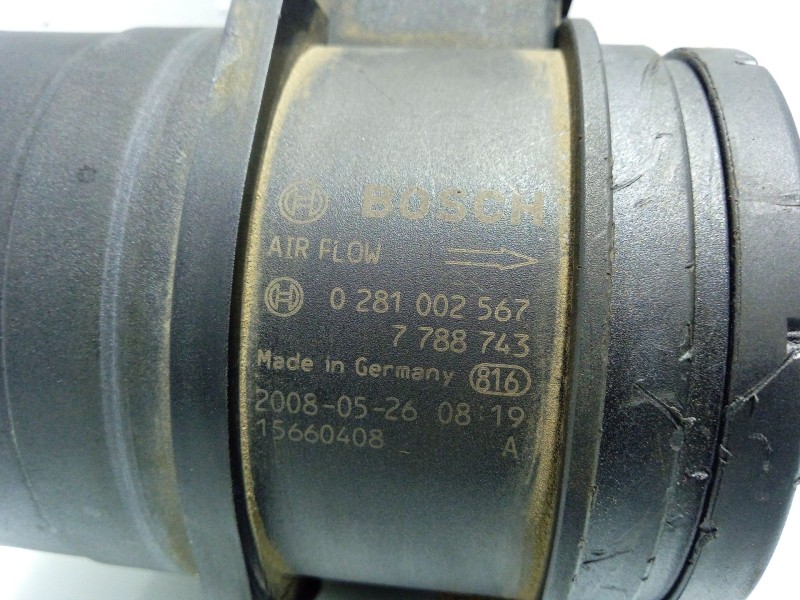 BOSCH
AIR FLOW
0 281 002 567
7 788 743
Made in Germany 816
2008-05-26 08:19
15660408 A